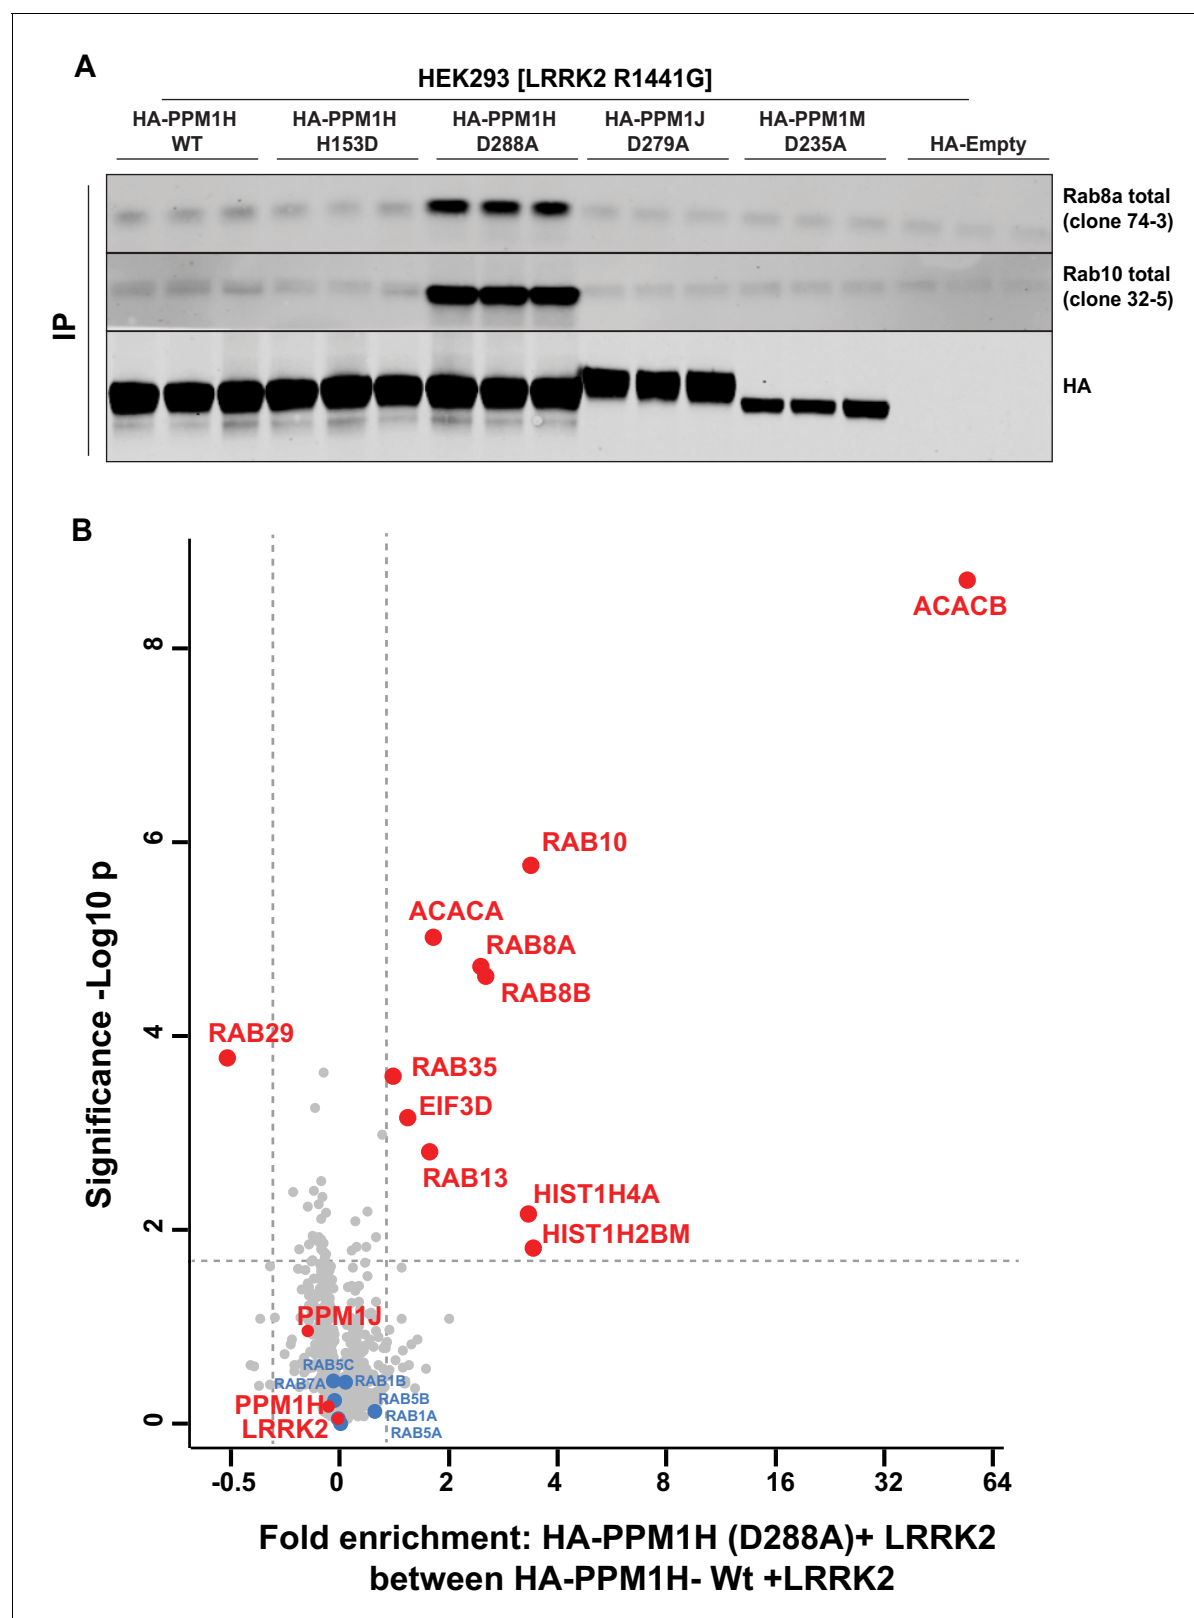 A
HEK293 [LRRK2 R1441G]
HA-PPM1H
WT
HA-PPM1H
H153D
HA-PPM1H
D288A
HA-PPM1J
D279A
HA-PPM1M
D235A
HA-Empty
IP
Rab8a total
(clone 74-3)
Rab10 total
(clone 32-5)
HA
B
Significance -Log10 p
8
6
4
2
0
ACACB
RAB10
ACACA
RAB8A
RAB8B
RAB29
RAB35
EIF3D
RAB13
HIST1H4A
HIST1H2BM
PPM1J
RAB5C
RAB7A
RAB1B
PPM1H
RAB5B
LRRK2
RAB1A
RAB5A
-0.5
0
2
4
8
16
32
64
Fold enrichment: HA-PPM1H (D288A)+ LRRK2
between HA-PPM1H- Wt +LRRK2